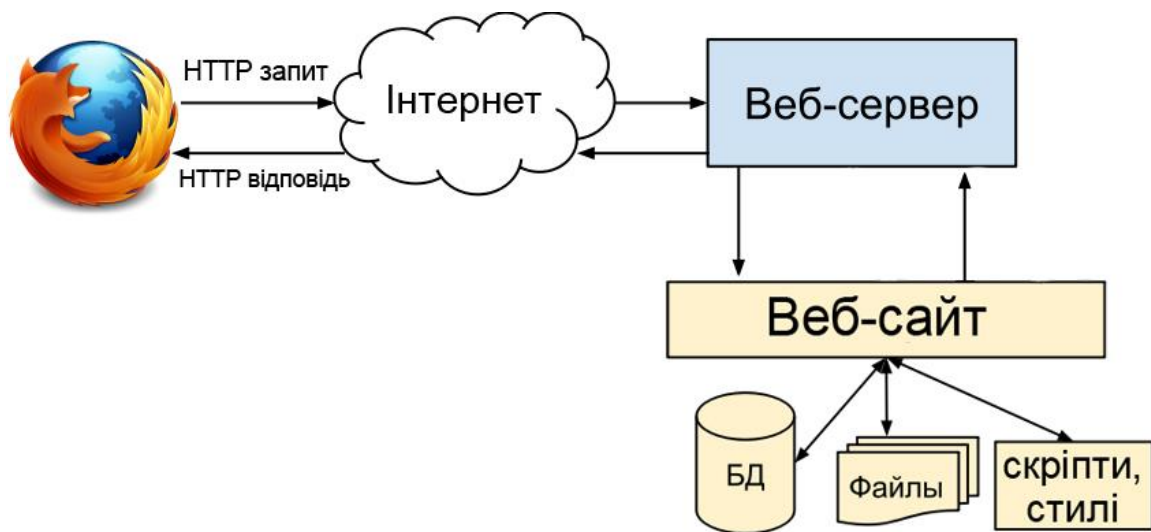 HTTP запит
Інтернет
Веб-сервер
HTTP відповідь
Веб-сайт
БД
Файлы
скріпти,
стилі